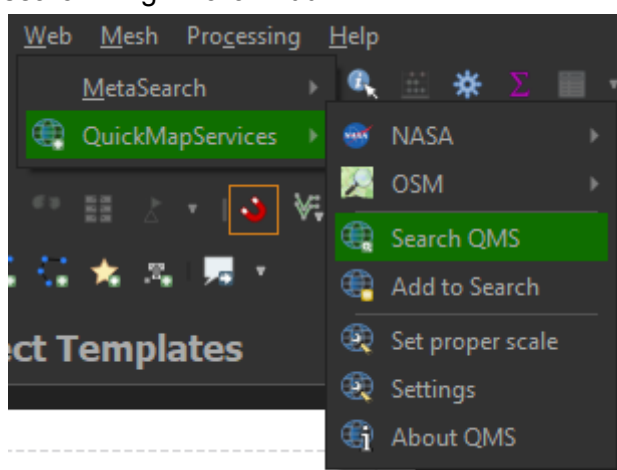 Web Mesh Processing Help
MetaSearch
QuickMapServices
NASA
OSM
Search QMS
Add to Search
Set proper scale
Settings
About QMS
ect Templates